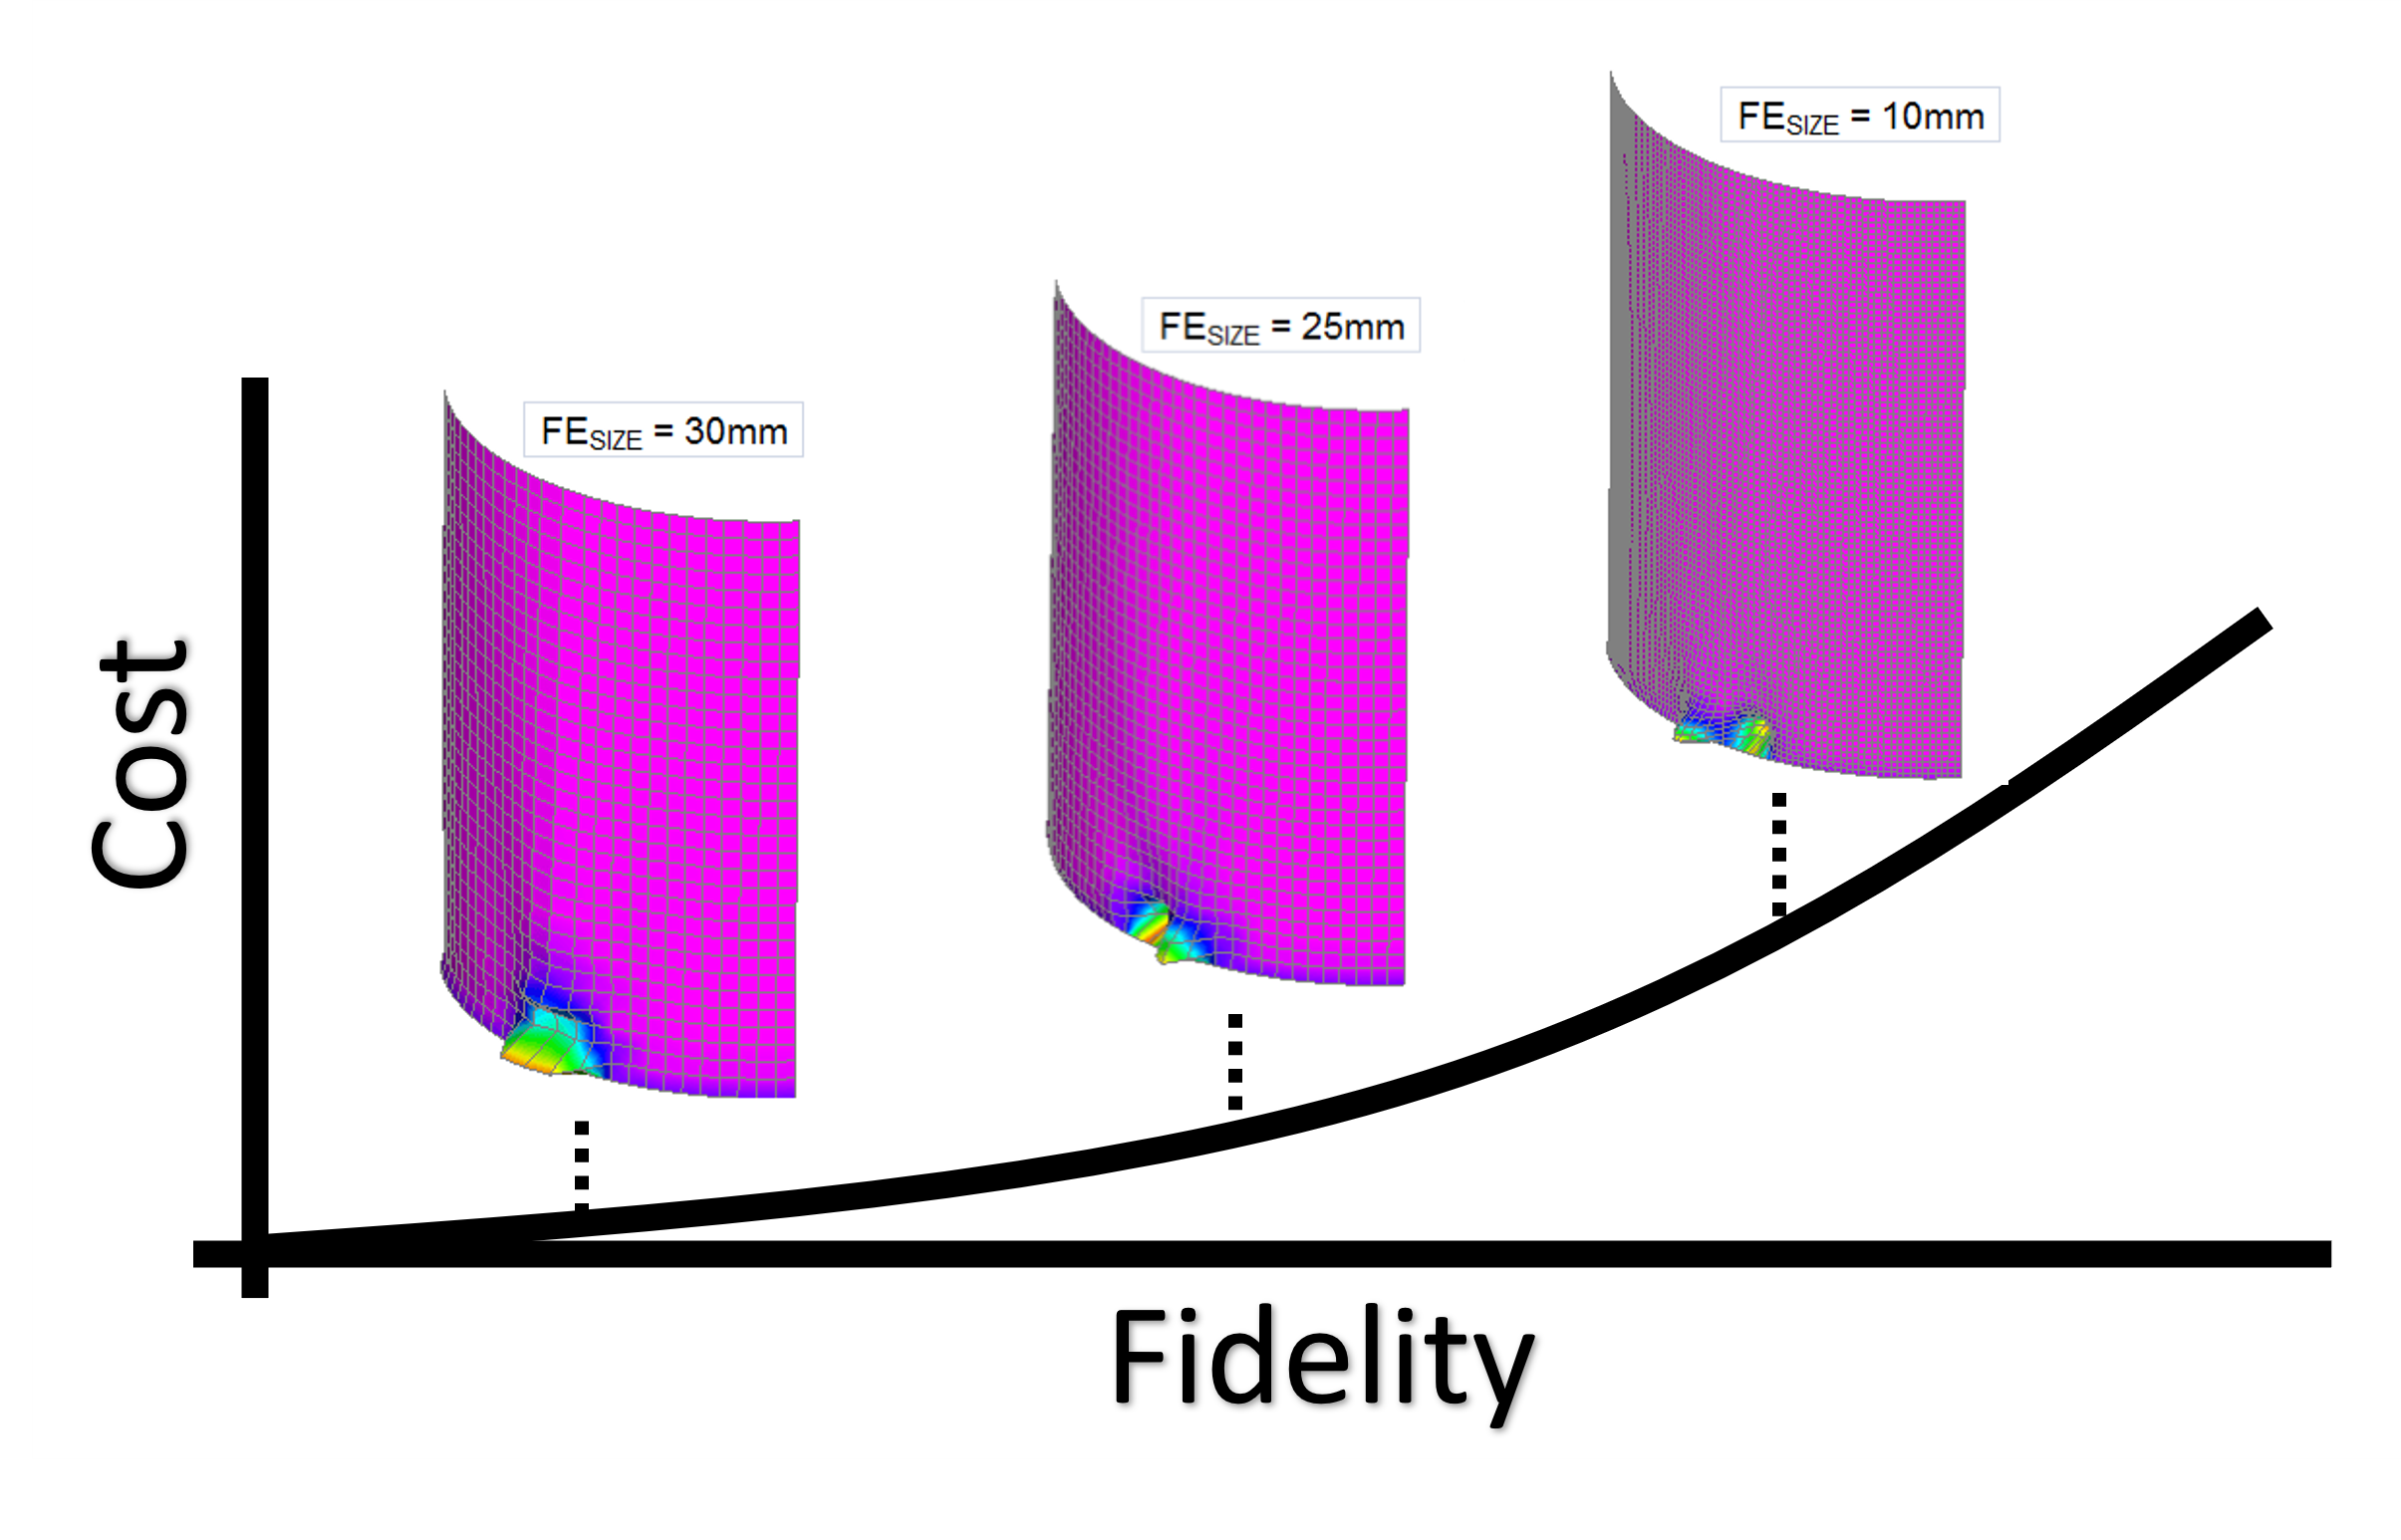 FESIZE = 10mm
FESIZE = 25mm
FESIZE = 30mm
Cost
Fidelity